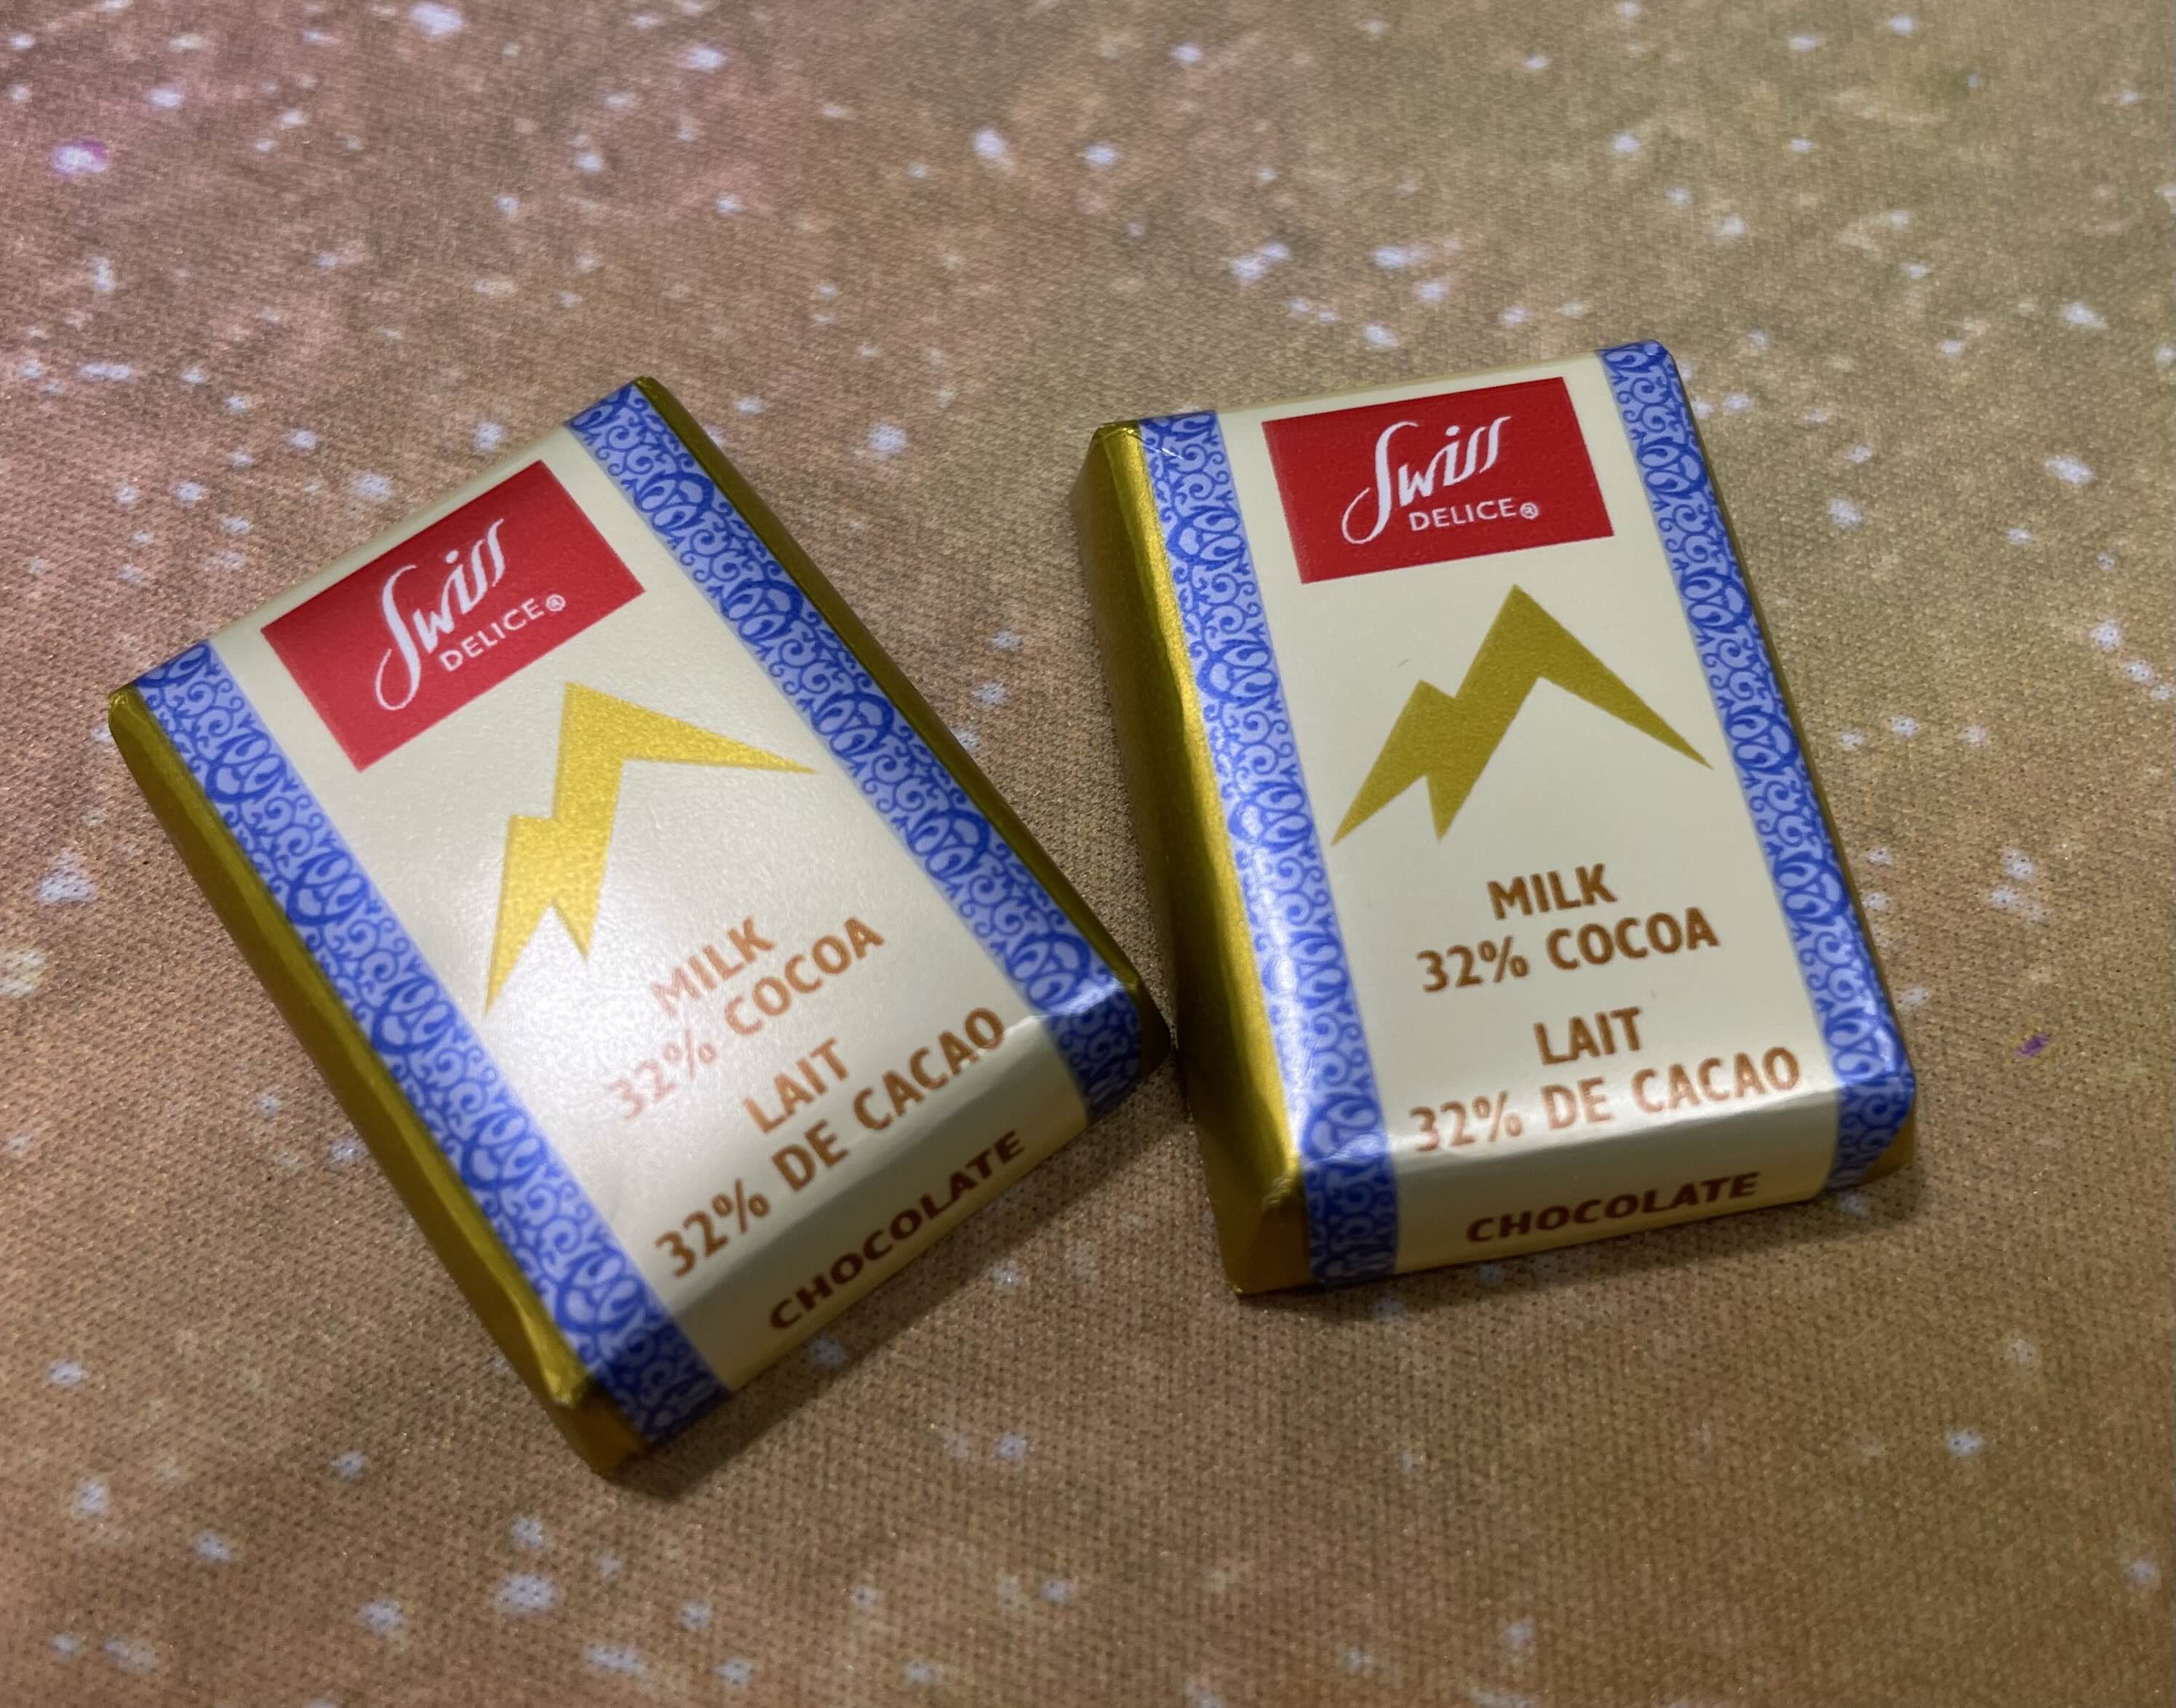 Swiss
DELICE®
MILK
32% COCOA
LAIT
32% DE CACAO
CHOCOLATE
Swiss
DELICE®
MILK
32% COCOA
LAIT
32% DE CACAO
CHOCOLATE